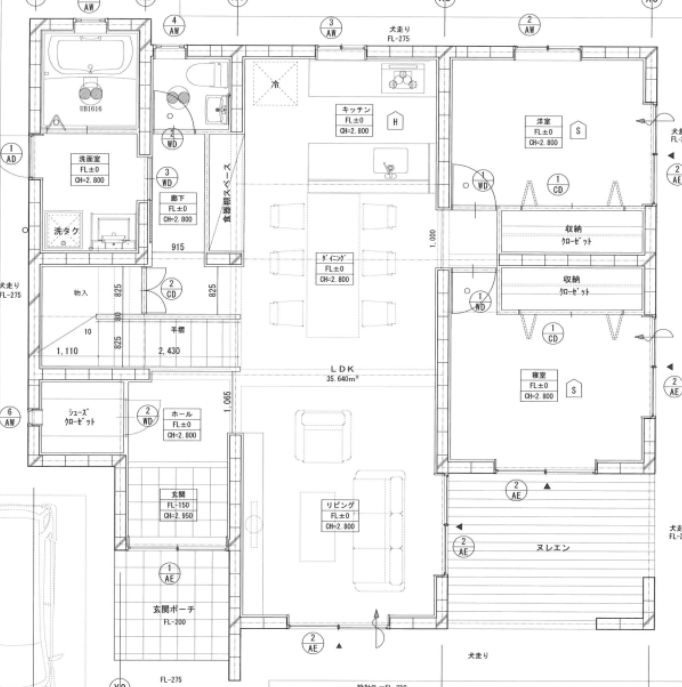 AW
4
AW
3
AW
犬走り
FL-275
2
AW
UB1616
冷
キッチン
FL±0
CH=2.800
H
洋室
FL±0
CH=2.800
S
1
AD
洗面室
FL±0
CH=2.800
2
WD
3
WD
廊下
FL±0
CH=2.800
食器棚スペース
1
WD
1
CD
2
AE
洗タク
915
1,000
収納
クローゼット
ダイニング
FL±0
CH=2.800
収納
クローゼット
犬走り
FL-275
物入
825
2
CD
825
1
WD
1
CD
80
10
手摺
825
1,110
2,430
LDK
35.640m²
寝室
FL±0
CH=2.800
S
2
AE
6
AW
シューズ
クローゼット
2
WD
ホール
FL±0
CH=2.800
1,065
玄関
FL-150
CH=2.950
リビング
FL±0
CH=2.800
2
AE
2
AE
ヌレエン
1
AE
玄関ポーチ
FL-200
2
AE
犬走り
FL-275